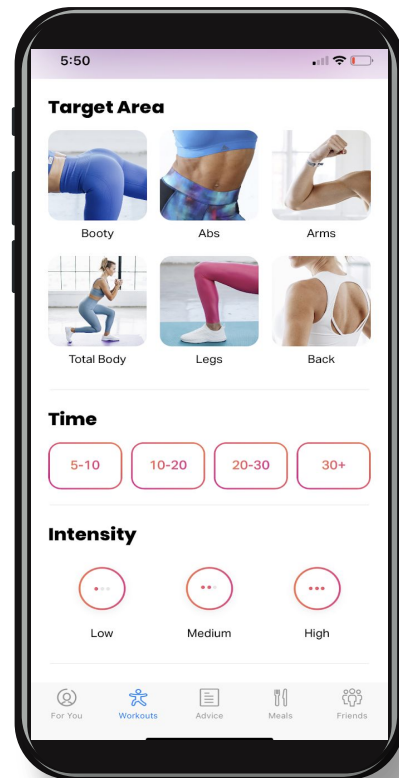 5:50
Target Area
Booty Abs Arms
Total Body Legs Back
Time
5-10 10-20 20-30 30+
Intensity
Low Medium High
For You Workouts Advice Meals Friends